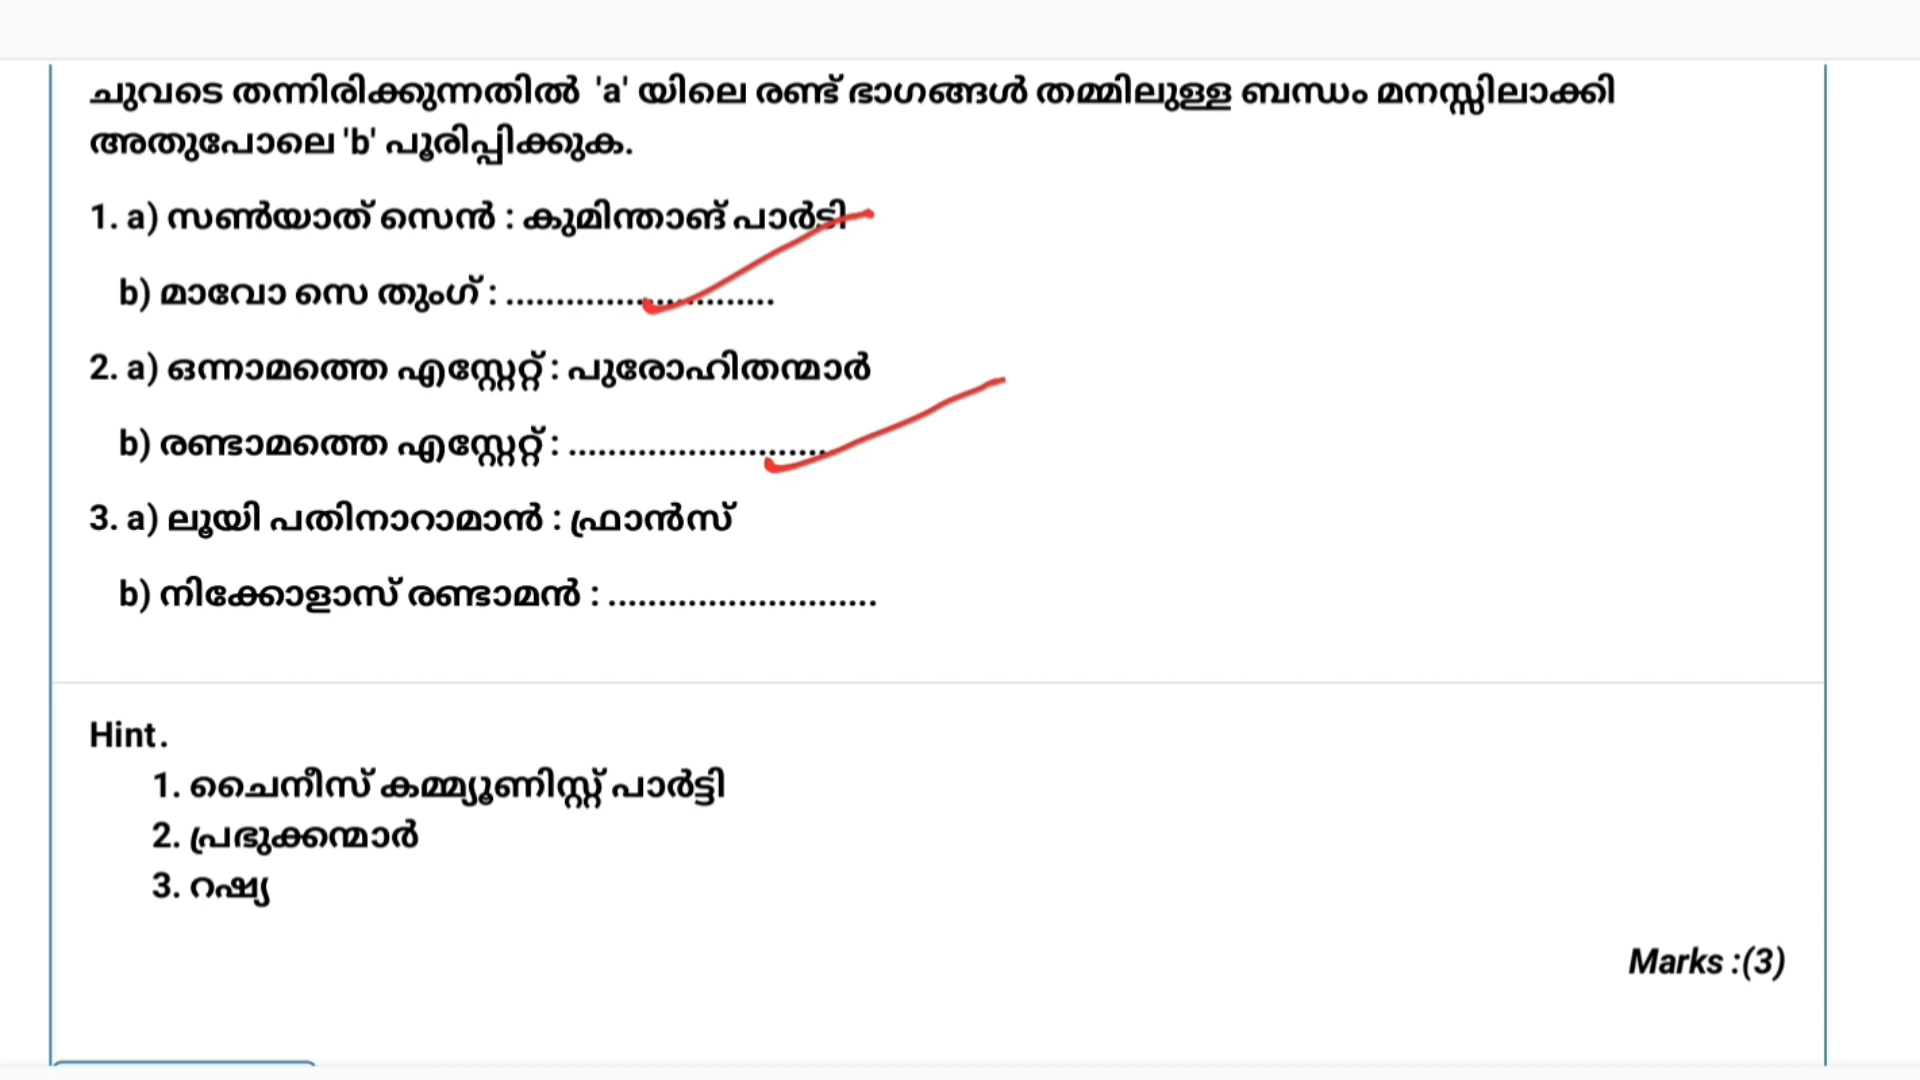 ചുവടെ തന്നിരിക്കുന്നതിൽ 'a' യിലെ രണ്ട് ഭാഗങ്ങൾ തമ്മിലുള്ള ബന്ധം മനസ്സിലാക്കി
അതുപോലെ 'b' പൂരിപ്പിക്കുക.
1. a) സൺയാത് സെൻ : കുമിന്താങ് പാർടി
b) മാവോ സെ തുംഗ് : ...........................
2. a) ഒന്നാമത്തെ എസ്റ്റേറ്റ് : പുരോഹിതന്മാർ
b) രണ്ടാമത്തെ എസ്റ്റേറ്റ് : ..........................
3. a) ലൂയി പതിനാറാമാൻ : ഫ്രാൻസ്
b) നിക്കോളാസ് രണ്ടാമൻ : ...........................
Hint.
1. ചൈനീസ് കമ്മ്യൂണിസ്റ്റ് പാർട്ടി
2. പ്രഭുക്കന്മാർ
3. റഷ്യ
Marks :(3)